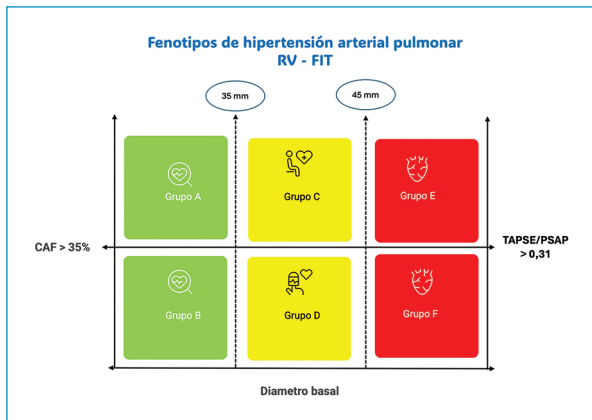 Fenotipos de hipertensión arterial pulmonar
RV - FIT
35 mm
45 mm
Grupo A
Grupo C
Grupo E
CAF > 35%
TAPSE/PSAP
> 0,31
Grupo B
Grupo D
Grupo F
Diametro basal